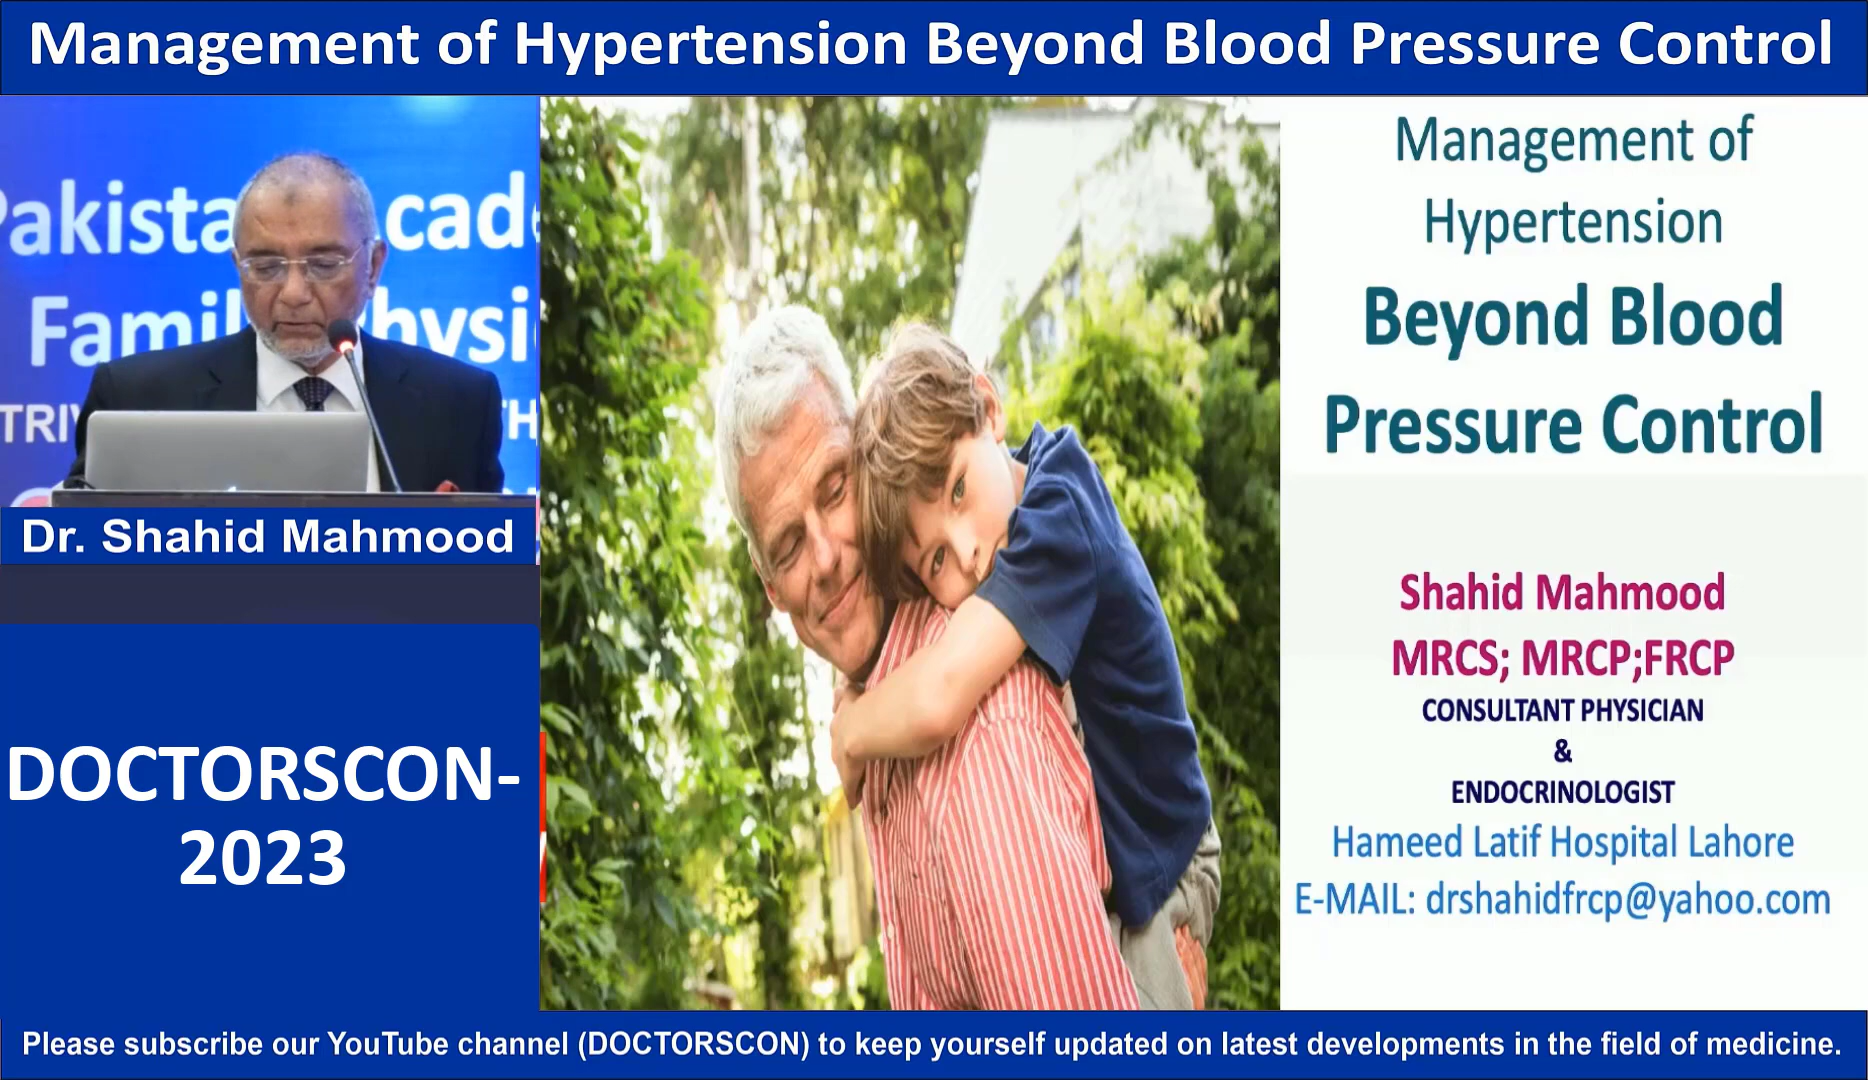 Management of Hypertension Beyond Blood Pressure Control
Family
Dr. Shahid Mahmood
DOCTORSCON-
2023
Management of
Hypertension
Beyond Blood
Pressure Control
Shahid Mahmood
MRCS; MRCP;FRCP
CONSULTANT PHYSICIAN
&
ENDOCRINOLOGIST
Hameed Latif Hospital Lahore
E-MAIL: drshahidfrcp@yahoo.com
Please subscribe our YouTube channel (DOCTORSCON) to keep yourself updated on latest developments in the field of medicine.